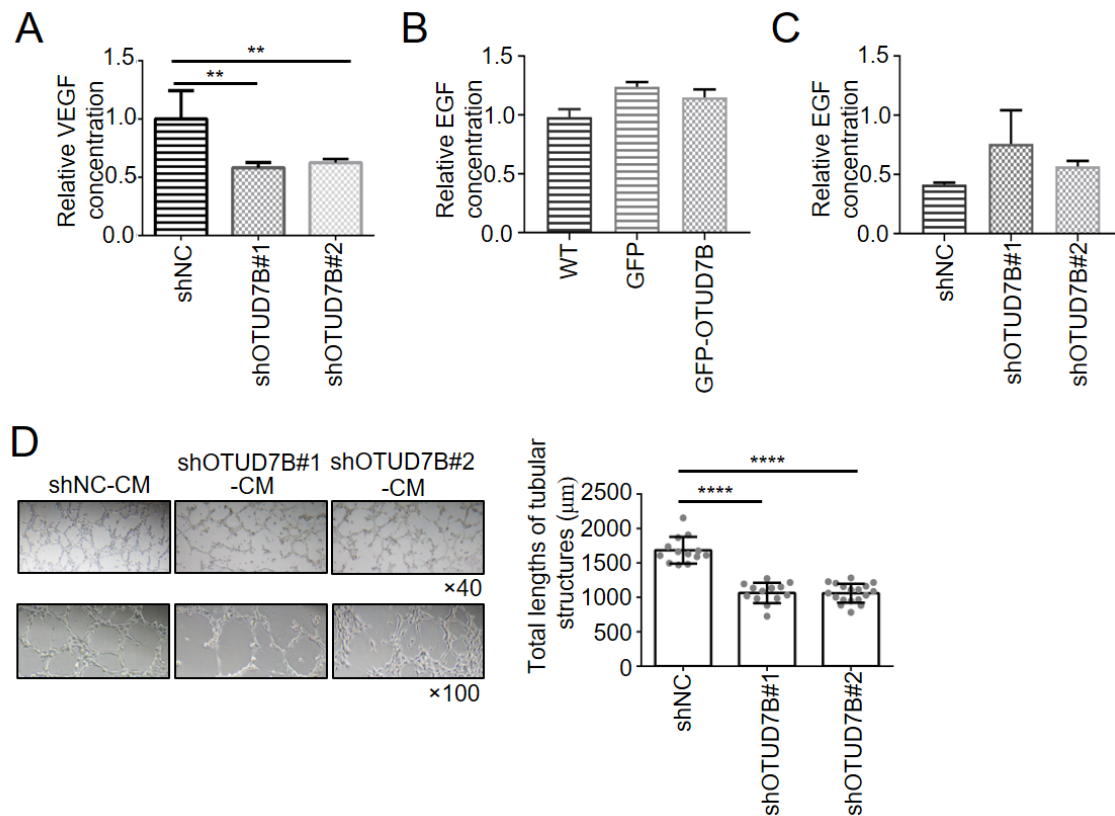 A
Relative VEGF
concentration
1.5
1.0
0.5
0.0
**
**
shNC
shOTUD7B#1
shOTUD7B#2
B
Relative EGF
concentration
1.5
1.0
0.5
0.0
WT
GFP
GFP-OTUD7B
C
Relative EGF
concentration
1.5
1.0
0.5
0.0
shNC
shOTUD7B#1
shOTUD7B#2
D
shNC-CM
shOTUD7B#1
-CM
shOTUD7B#2
-CM
×40
×100
Total lengths of tubular
structures (μm)
2500
2000
1500
1000
500
0
****
****
shNC
shOTUD7B#1
shOTUD7B#2